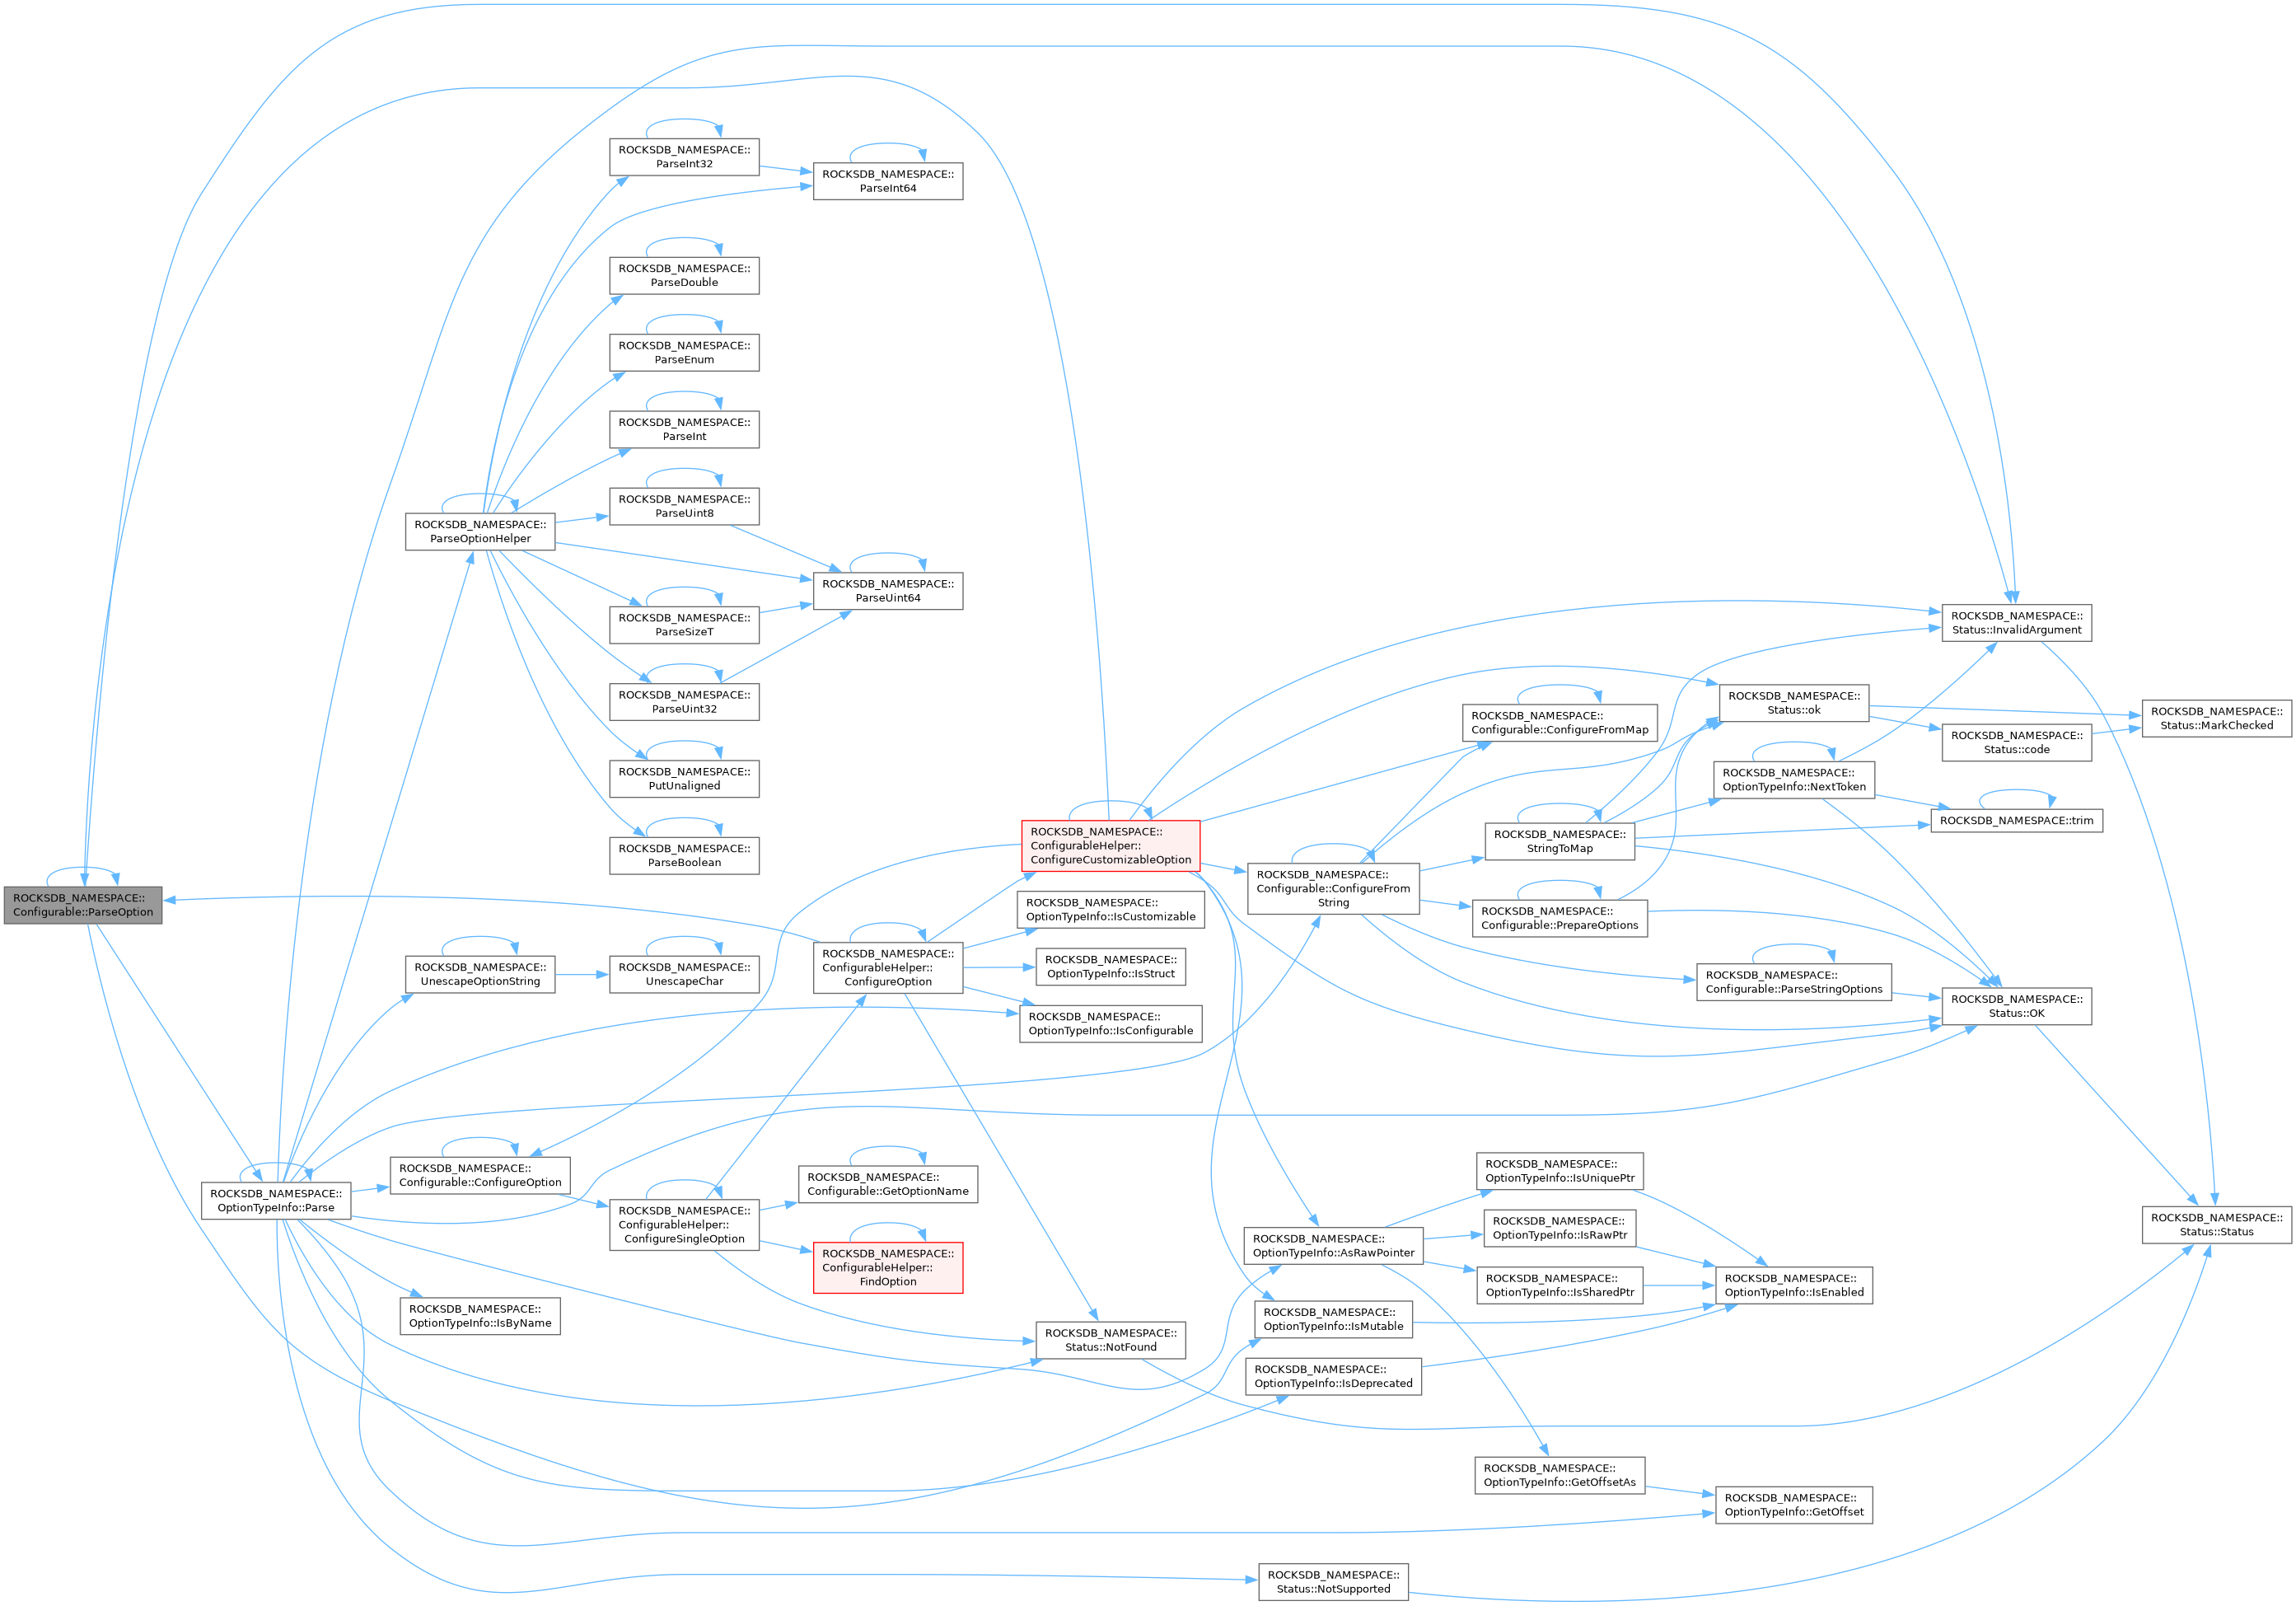 ROCKSDB_NAMESPACE::
Configurable::ParseOption
ROCKSDB_NAMESPACE::
OptionTypeInfo::Parse
ROCKSDB_NAMESPACE::
ParseOptionHelper
ROCKSDB_NAMESPACE::
UnescapeOptionString
ROCKSDB_NAMESPACE::
Configurable::ConfigureOption
ROCKSDB_NAMESPACE::
OptionTypeInfo::IsByName
ROCKSDB_NAMESPACE::
ParseInt32
ROCKSDB_NAMESPACE::
ParseDouble
ROCKSDB_NAMESPACE::
ParseEnum
ROCKSDB_NAMESPACE::
ParseInt
ROCKSDB_NAMESPACE::
ParseUint8
ROCKSDB_NAMESPACE::
ParseSizeT
ROCKSDB_NAMESPACE::
ParseUint32
ROCKSDB_NAMESPACE::
PutUnaligned
ROCKSDB_NAMESPACE::
ParseBoolean
ROCKSDB_NAMESPACE::
UnescapeChar
ROCKSDB_NAMESPACE::
ConfigurableHelper::
ConfigureSingleOption
ROCKSDB_NAMESPACE::
ParseInt64
ROCKSDB_NAMESPACE::
ParseUint64
ROCKSDB_NAMESPACE::
ConfigurableHelper::
ConfigureOption
ROCKSDB_NAMESPACE::
Configurable::GetOptionName
ROCKSDB_NAMESPACE::
ConfigurableHelper::
FindOption
ROCKSDB_NAMESPACE::
ConfigurableHelper::
ConfigureCustomizableOption
ROCKSDB_NAMESPACE::
OptionTypeInfo::IsCustomizable
ROCKSDB_NAMESPACE::
OptionTypeInfo::IsStruct
ROCKSDB_NAMESPACE::
OptionTypeInfo::IsConfigurable
ROCKSDB_NAMESPACE::
Status::NotFound
ROCKSDB_NAMESPACE::
Configurable::ConfigureFrom
String
ROCKSDB_NAMESPACE::
OptionTypeInfo::AsRawPointer
ROCKSDB_NAMESPACE::
OptionTypeInfo::IsMutable
ROCKSDB_NAMESPACE::
OptionTypeInfo::IsDeprecated
ROCKSDB_NAMESPACE::
Status::NotSupported
ROCKSDB_NAMESPACE::
Configurable::ConfigureFromMap
ROCKSDB_NAMESPACE::
StringToMap
ROCKSDB_NAMESPACE::
Configurable::PrepareOptions
ROCKSDB_NAMESPACE::
OptionTypeInfo::IsUniquePtr
ROCKSDB_NAMESPACE::
OptionTypeInfo::IsRawPtr
ROCKSDB_NAMESPACE::
OptionTypeInfo::IsSharedPtr
ROCKSDB_NAMESPACE::
OptionTypeInfo::GetOffsetAs
ROCKSDB_NAMESPACE::
Status::ok
ROCKSDB_NAMESPACE::
OptionTypeInfo::NextToken
ROCKSDB_NAMESPACE::
Configurable::ParseStringOptions
ROCKSDB_NAMESPACE::
OptionTypeInfo::IsEnabled
ROCKSDB_NAMESPACE::
OptionTypeInfo::GetOffset
ROCKSDB_NAMESPACE::
Status::InvalidArgument
ROCKSDB_NAMESPACE::
Status::code
ROCKSDB_NAMESPACE::trim
ROCKSDB_NAMESPACE::
Status::OK
ROCKSDB_NAMESPACE::
Status::MarkChecked
ROCKSDB_NAMESPACE::
Status::Status